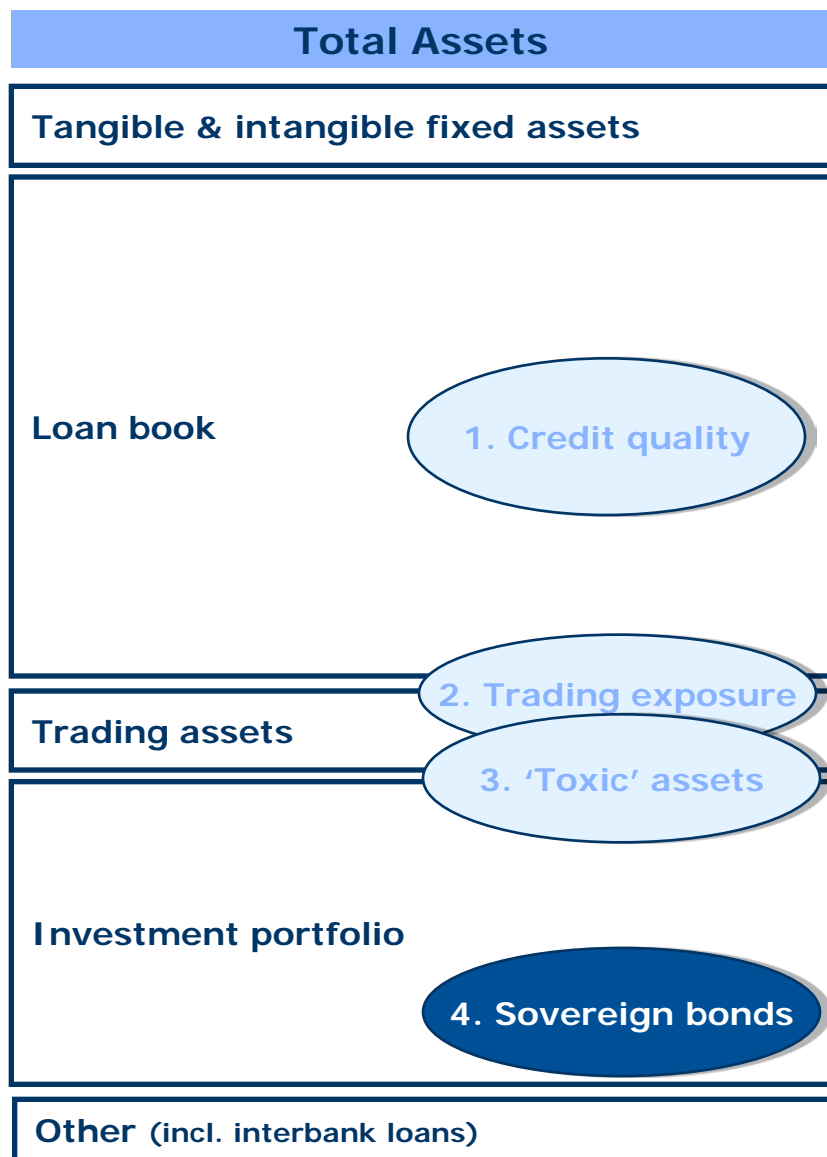 Total Assets
Tangible & intangible fixed assets
Loan book
1. Credit quality
2. Trading exposure
Trading assets
3. ‘Toxic’ assets
Investment portfolio
4. Sovereign bonds
Other (incl. interbank loans)